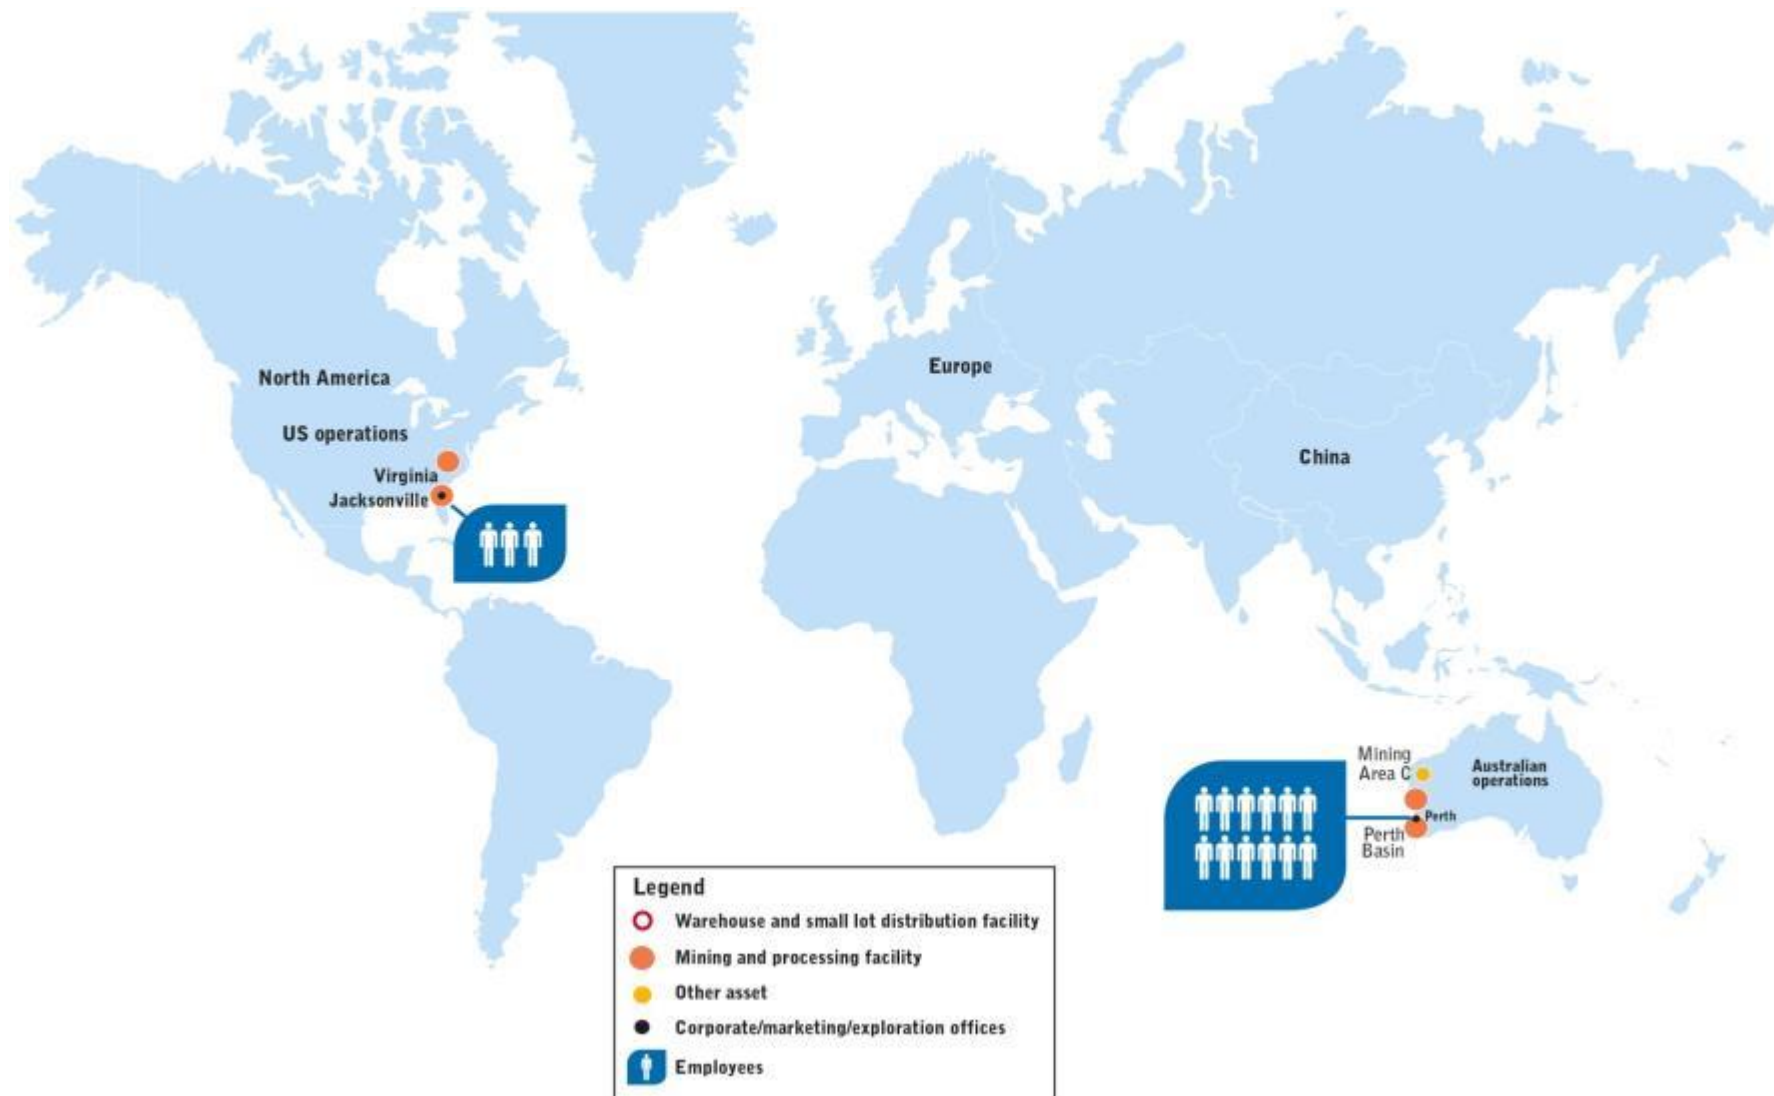 North America
US operations
Virginia
Jacksonville
Europe
China
Mining
Area C
Australian
operations
Perth
Perth
Basin
Legend
Warehouse and small lot distribution facility
Mining and processing facility
Other asset
Corporate/marketing/exploration offices
Employees